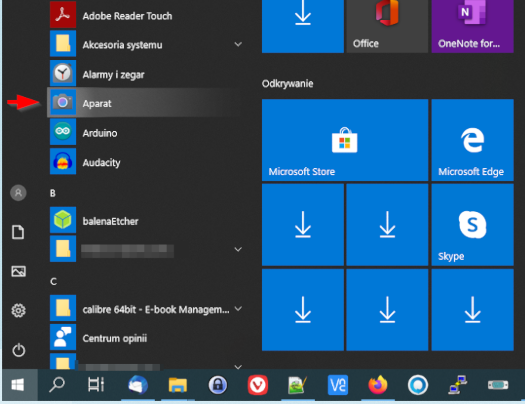 Adobe Reader Touch
Akcesoria systemu
Alarmy i zegar
Aparat
Arduino
Audacity
B
balenaEtcher
C
calibre 64bit - E-book Managem...
Centrum opinii
Office
N
OneNote for...
Odkrywanie
Microsoft Store
Microsoft Edge
S
Skype
V2